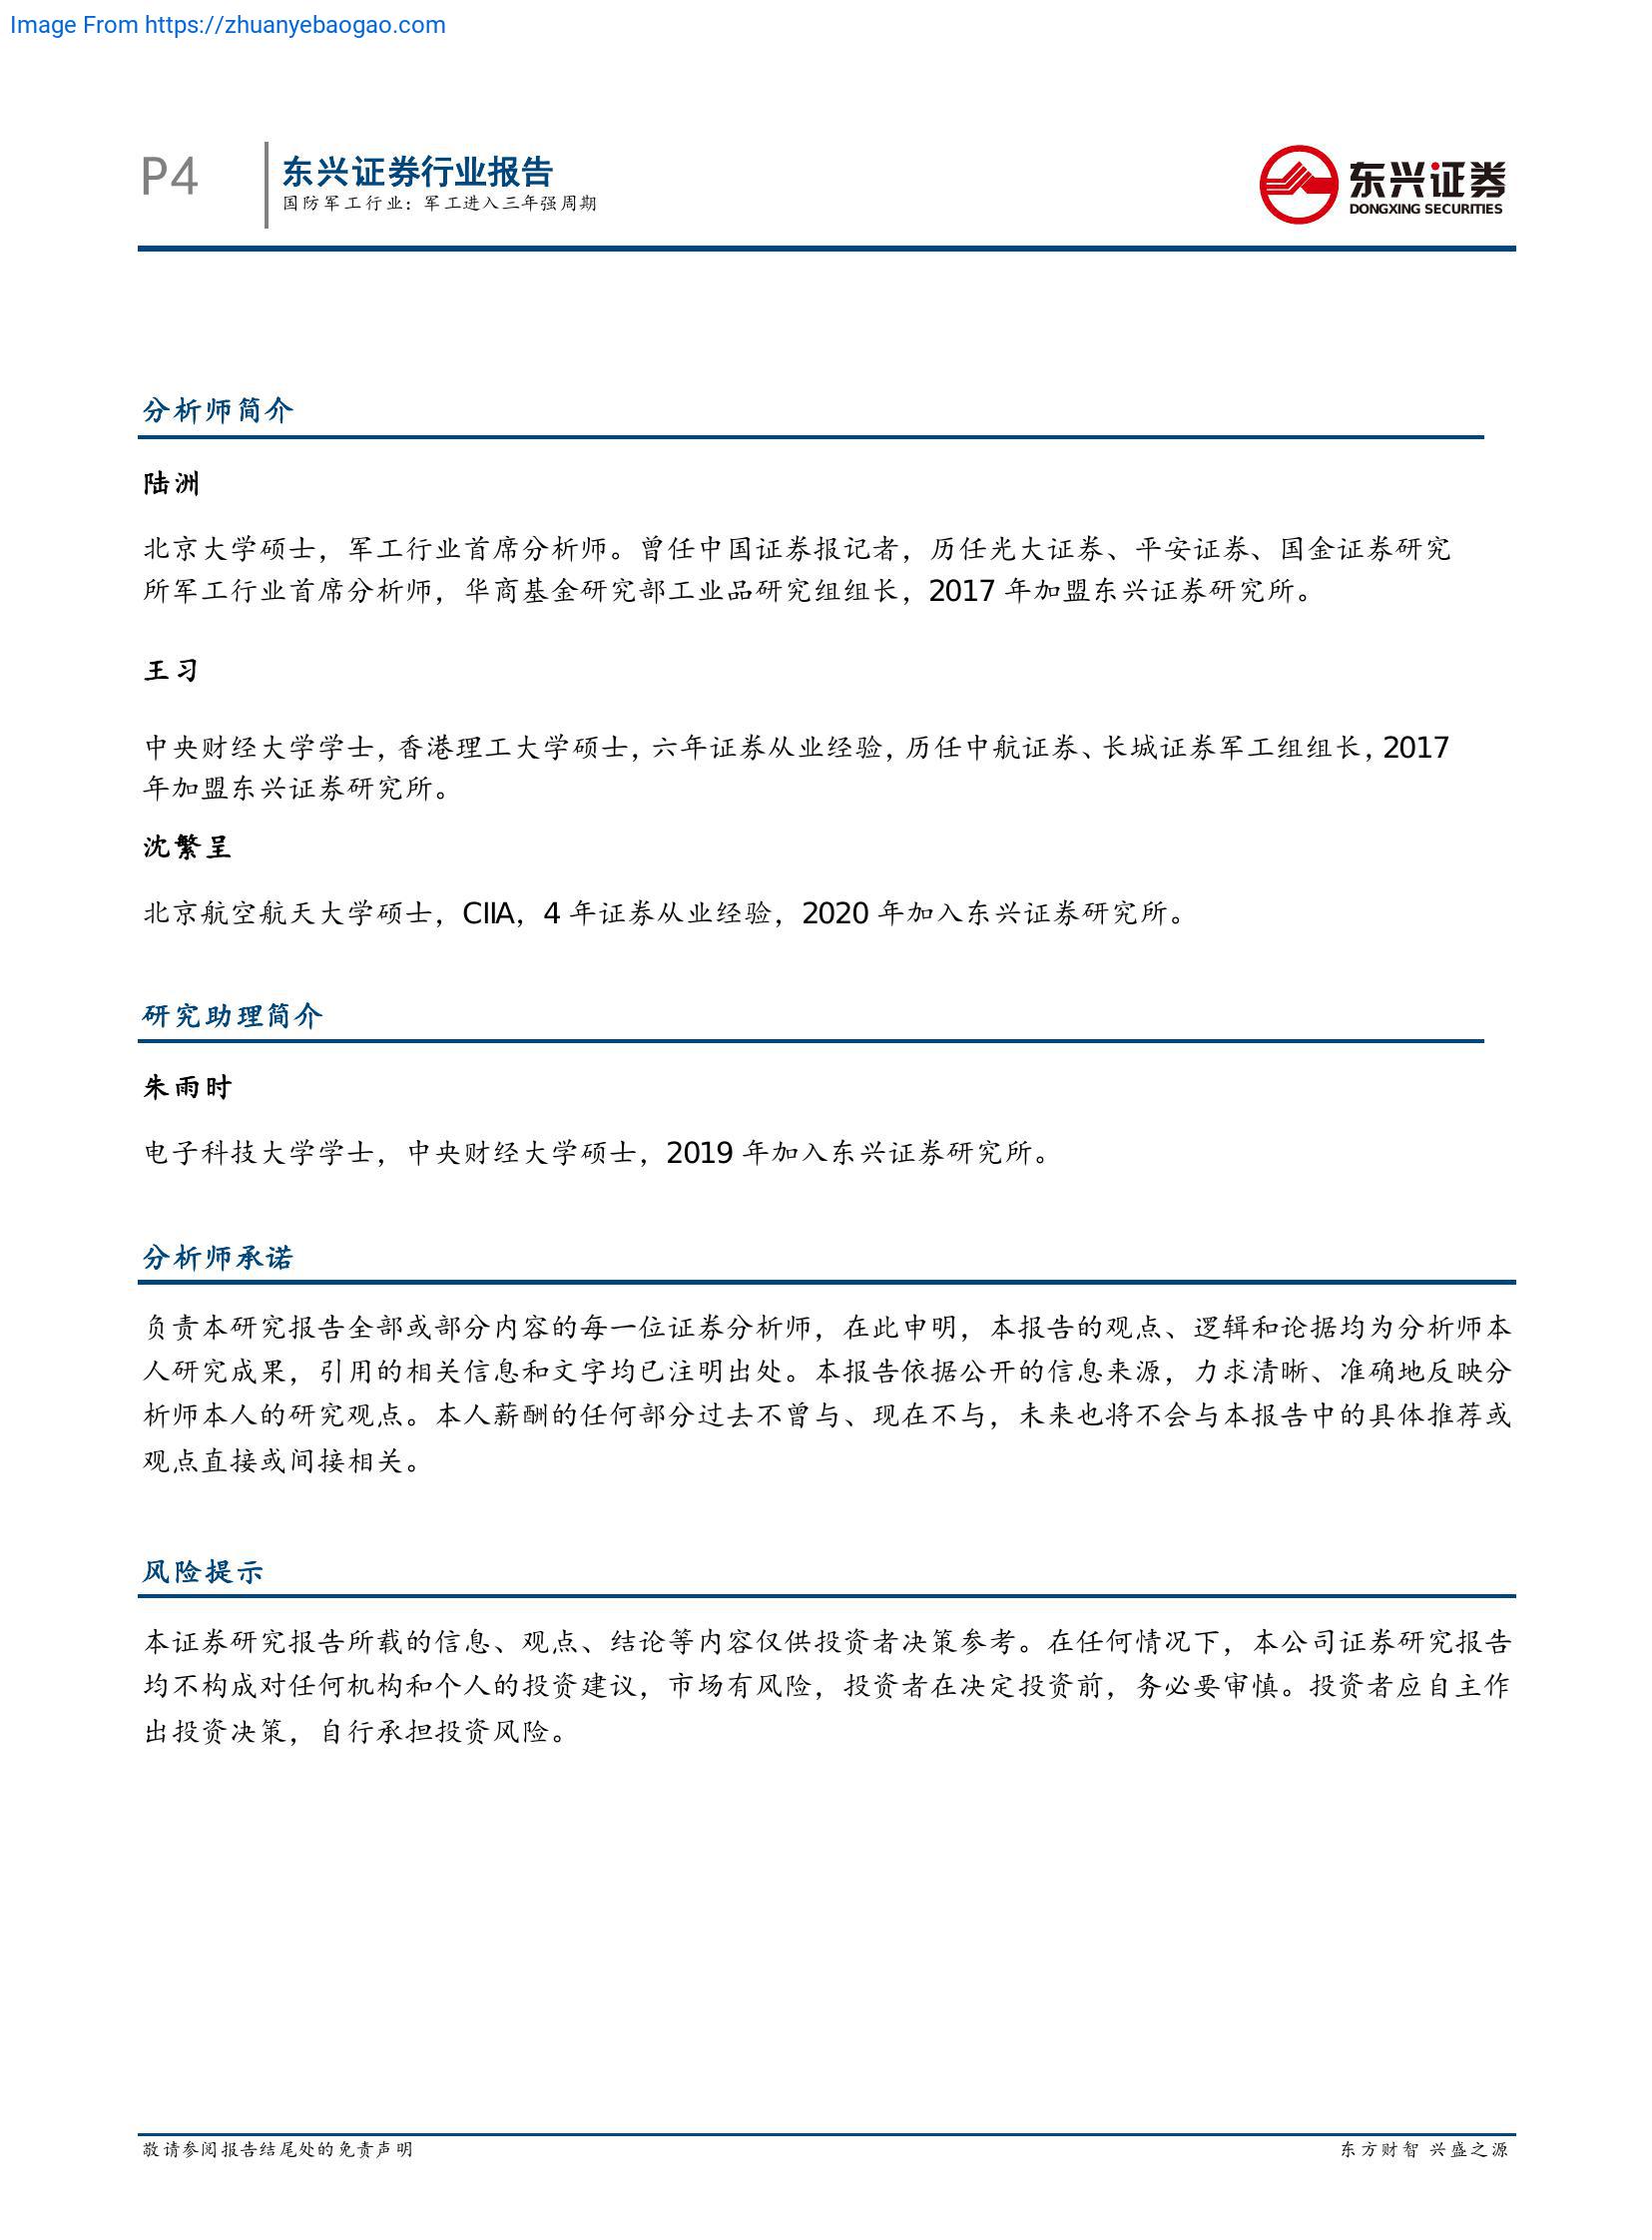 Image From https://zhuanyebaogao.com
P4
东兴证券行业报告
国防军工行业：军工进入三年强周期
东兴证券
DONGXING SECURITIES
分析师简介
陆洲
北京大学硕士，军工行业首席分析师。曾任中国证券报记者，历任光大证券、平安证券、国金证券研究
所军工行业首席分析师，华商基金研究部工业品研究组组长，2017 年加盟东兴证券研究所。
王习
中央财经大学学士，香港理工大学硕士，六年证券从业经验，历任中航证券、长城证券军工组组长，2017
年加盟东兴证券研究所。
沈繁呈
北京航空航天大学硕士，CIIA，4 年证券从业经验，2020 年加入东兴证券研究所。
研究助理简介
朱雨时
电子科技大学学士，中央财经大学硕士，2019 年加入东兴证券研究所。
分析师承诺
负责本研究报告全部或部分内容的每一位证券分析师，在此申明，本报告的观点、逻辑和论据均为分析师本
人研究成果，引用的相关信息和文字均已注明出处。本报告依据公开的信息来源，力求清晰、准确地反映分
析师本人的研究观点。本人薪酬的任何部分过去不曾与、现在不与，未来也将不会与本报告中的具体推荐或
观点直接或间接相关。
风险提示
本证券研究报告所载的信息、观点、结论等内容仅供投资者决策参考。在任何情况下，本公司证券研究报告
均不构成对任何机构和个人的投资建议，市场有风险，投资者在决定投资前，务必要审慎。投资者应自主作
出投资决策，自行承担投资风险。
敬请参阅报告结尾处的免责声明
东方财智 兴盛之源